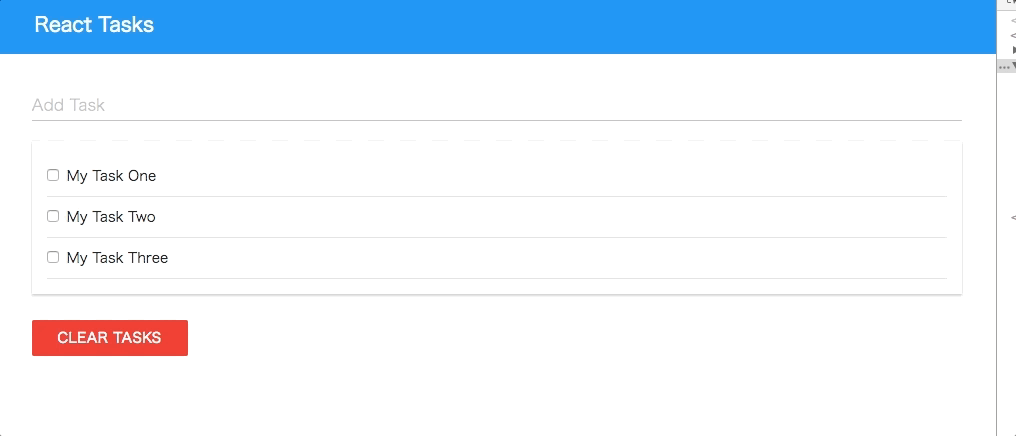 React Tasks
Add Task
My Task One
My Task Two
My Task Three
CLEAR TASKS